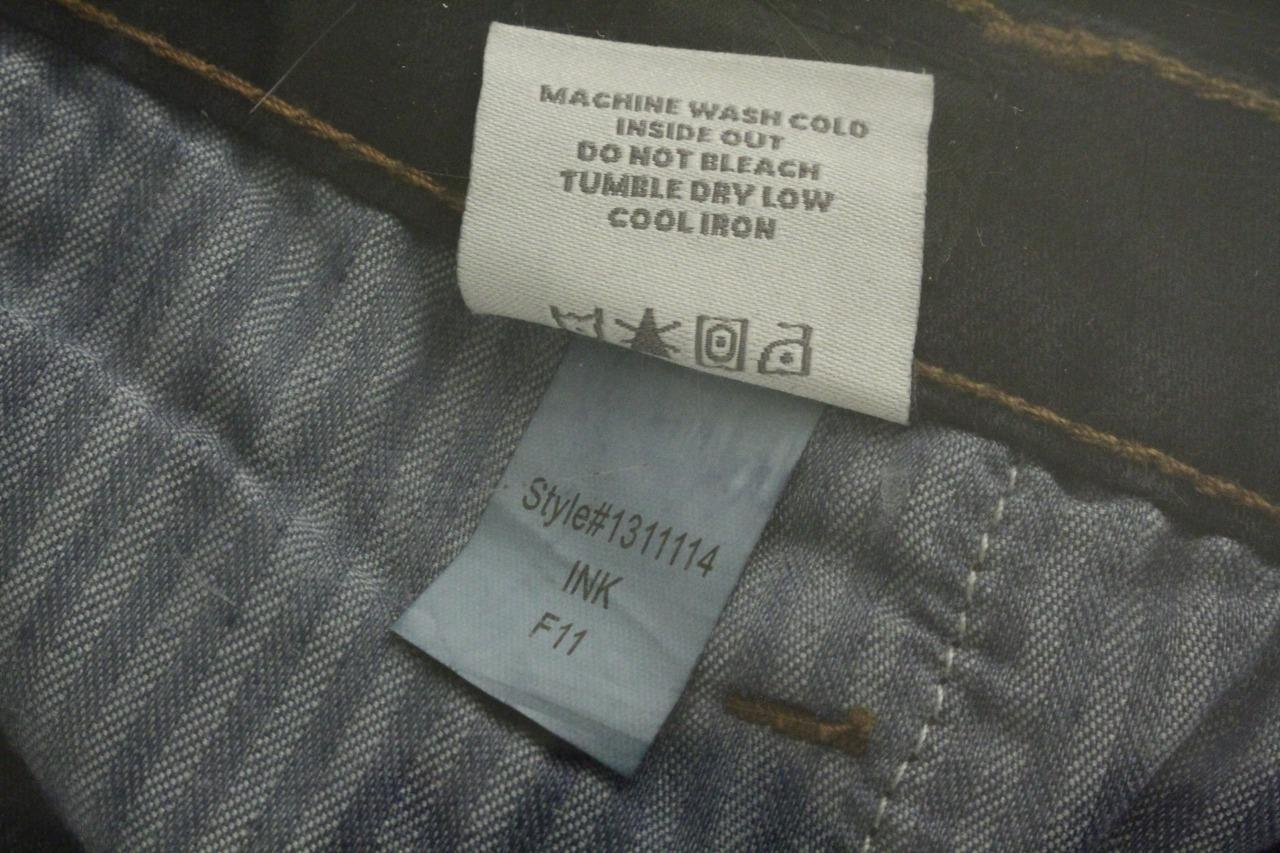 MACHINE WASH COLD
INSIDE OUT
DO NOT BLEACH
TUMBLE DRY LOW
COOL IRON
Style#1311114
INK
F11